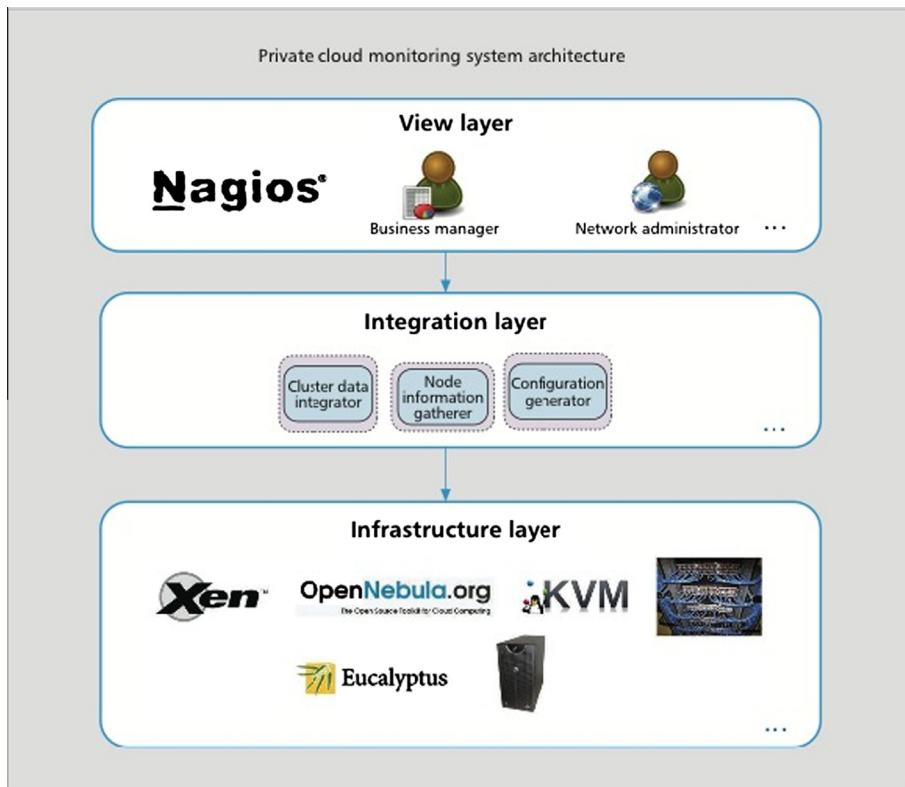 Private cloud monitoring system architecture
View layer
Nagios®
Business manager
Network administrator
...
Integration layer
Cluster data
integrator
Node
information
gatherer
Configuration
generator
...
Infrastructure layer
Xen™
OpenNebula.org
The Open Source Toolkit for Cloud Computing
KVM
Eucalyptus
...